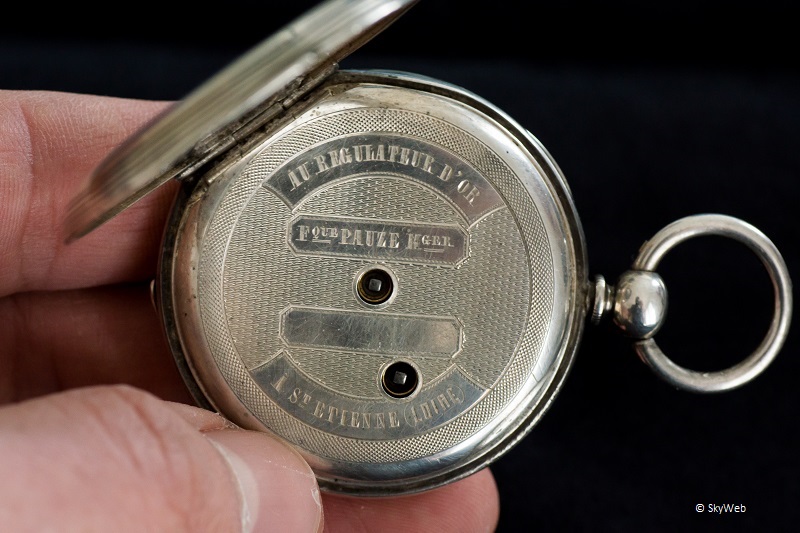 AU REGULATEUR D'OR
FQUE PAUZE HGER
A ST ETIENNE (LOIRE)
© SkyWeb